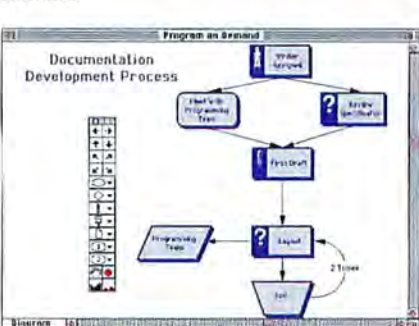 Program on Demand
Documentation
Development Process
Writer
Assigned
Meet with
Programming
Team
Review
Specification
First Draft
Programming
Team
Layout
2 Times
Edit
Diagram